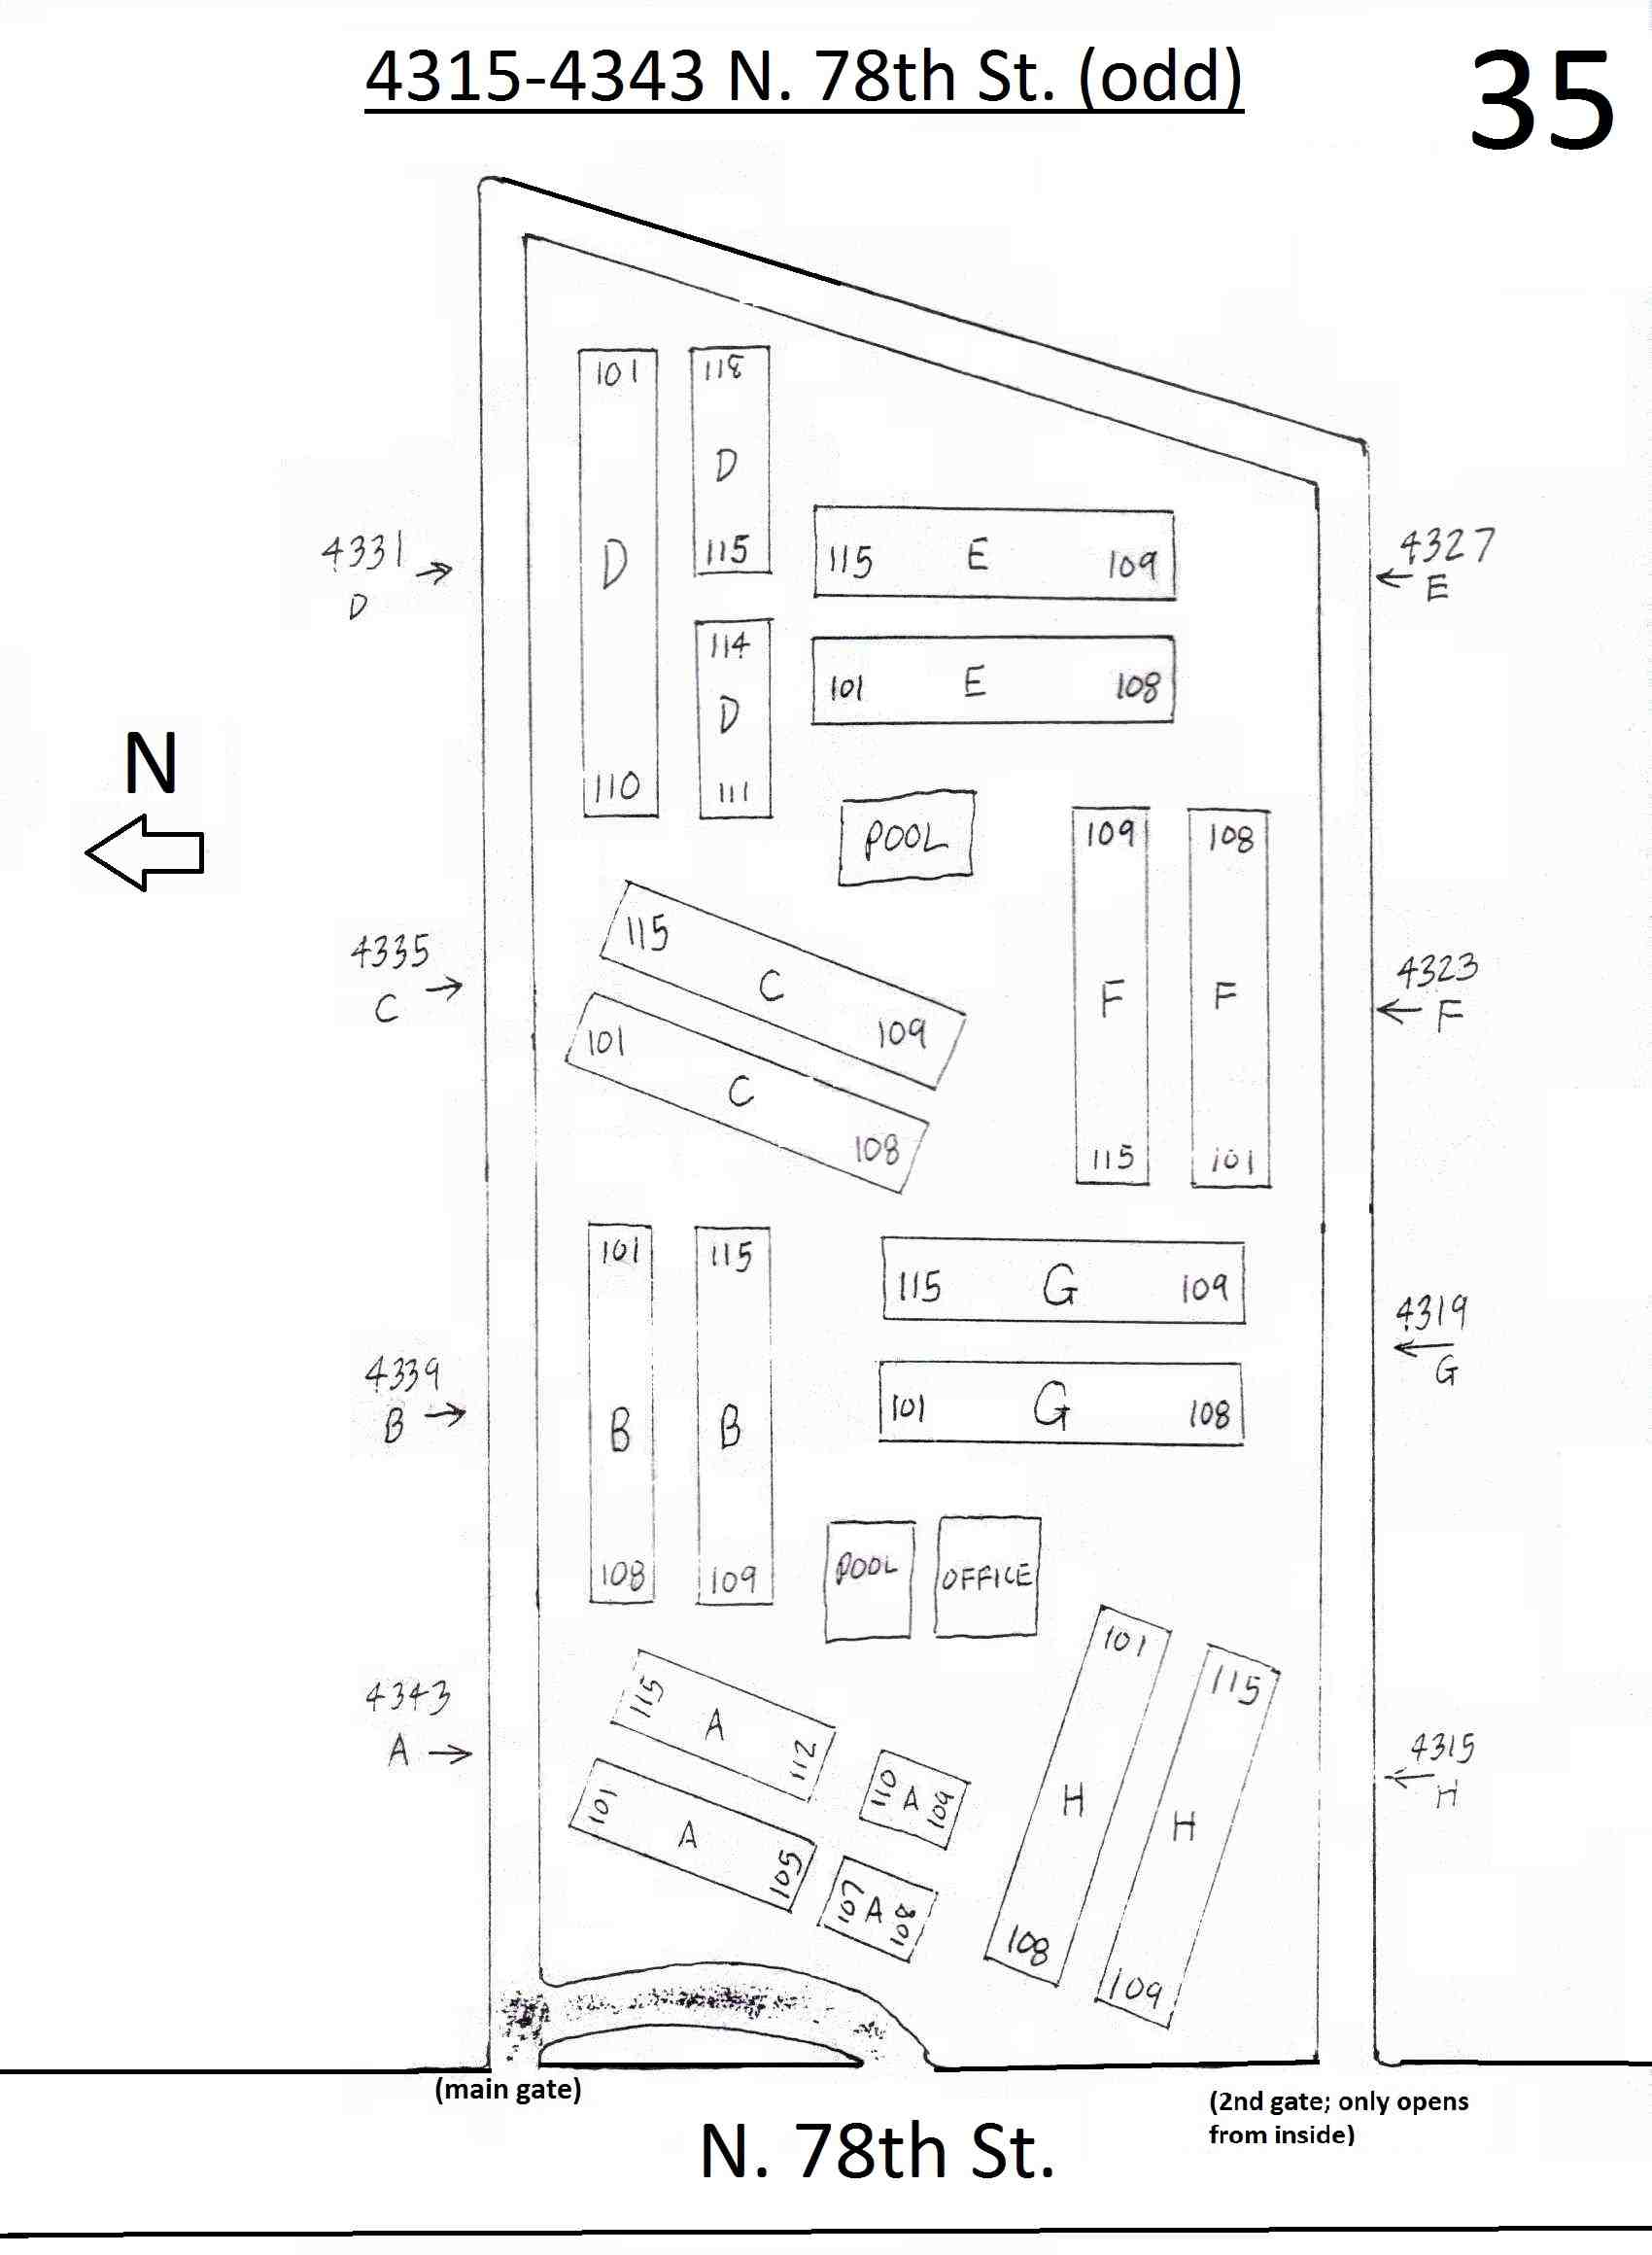 4315-4343 N. 78th St. (odd)
35
101
D
110
118
D
115
114
D
111
115 E 109
101 E 108
4331
D
4327
E
N
POOL
109
F
115
108
F
101
4335
C
115 C 109
101 C 108
4323
F
101
B
108
115
B
109
115 G 109
101 G 108
4339
B
4319
G
POOL
OFFICE
4343
A
115 A 112
101 A 105
110 A 109
107 A 108
101
H
108
115
H
109
4315
H
(main gate)
(2nd gate; only opens
from inside)
N. 78th St.